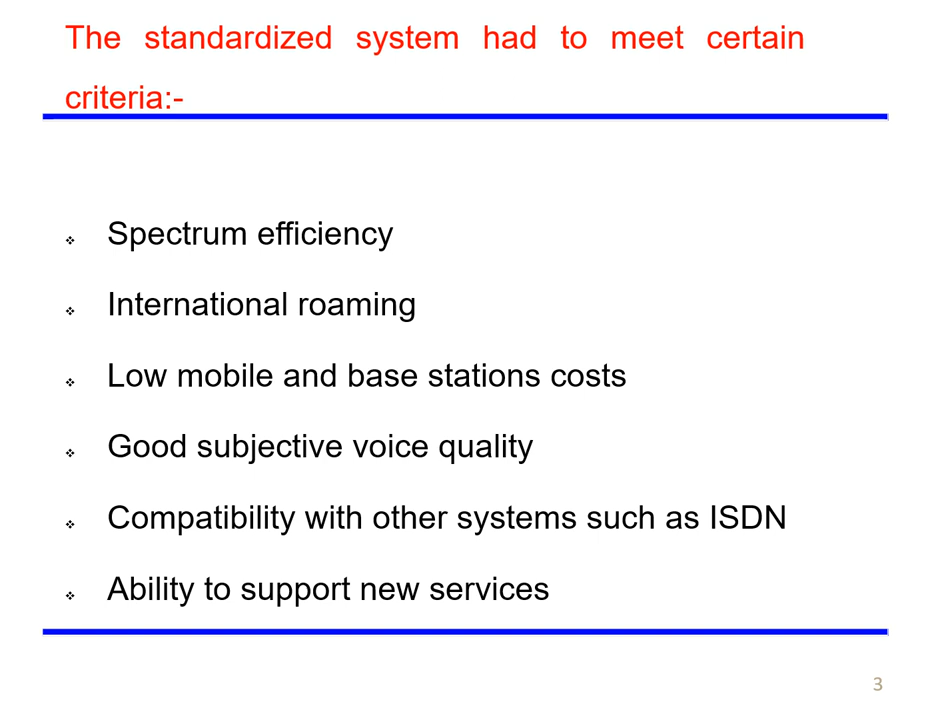 The standardized system had to meet certain
criteria:-
❖ Spectrum efficiency
❖ International roaming
❖ Low mobile and base stations costs
❖ Good subjective voice quality
❖ Compatibility with other systems such as ISDN
❖ Ability to support new services
3